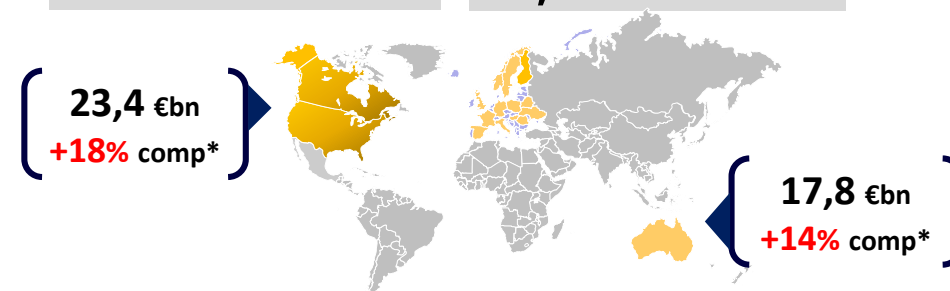 23,4 €bn
+18% comp*
17,8 €bn
+14% comp*